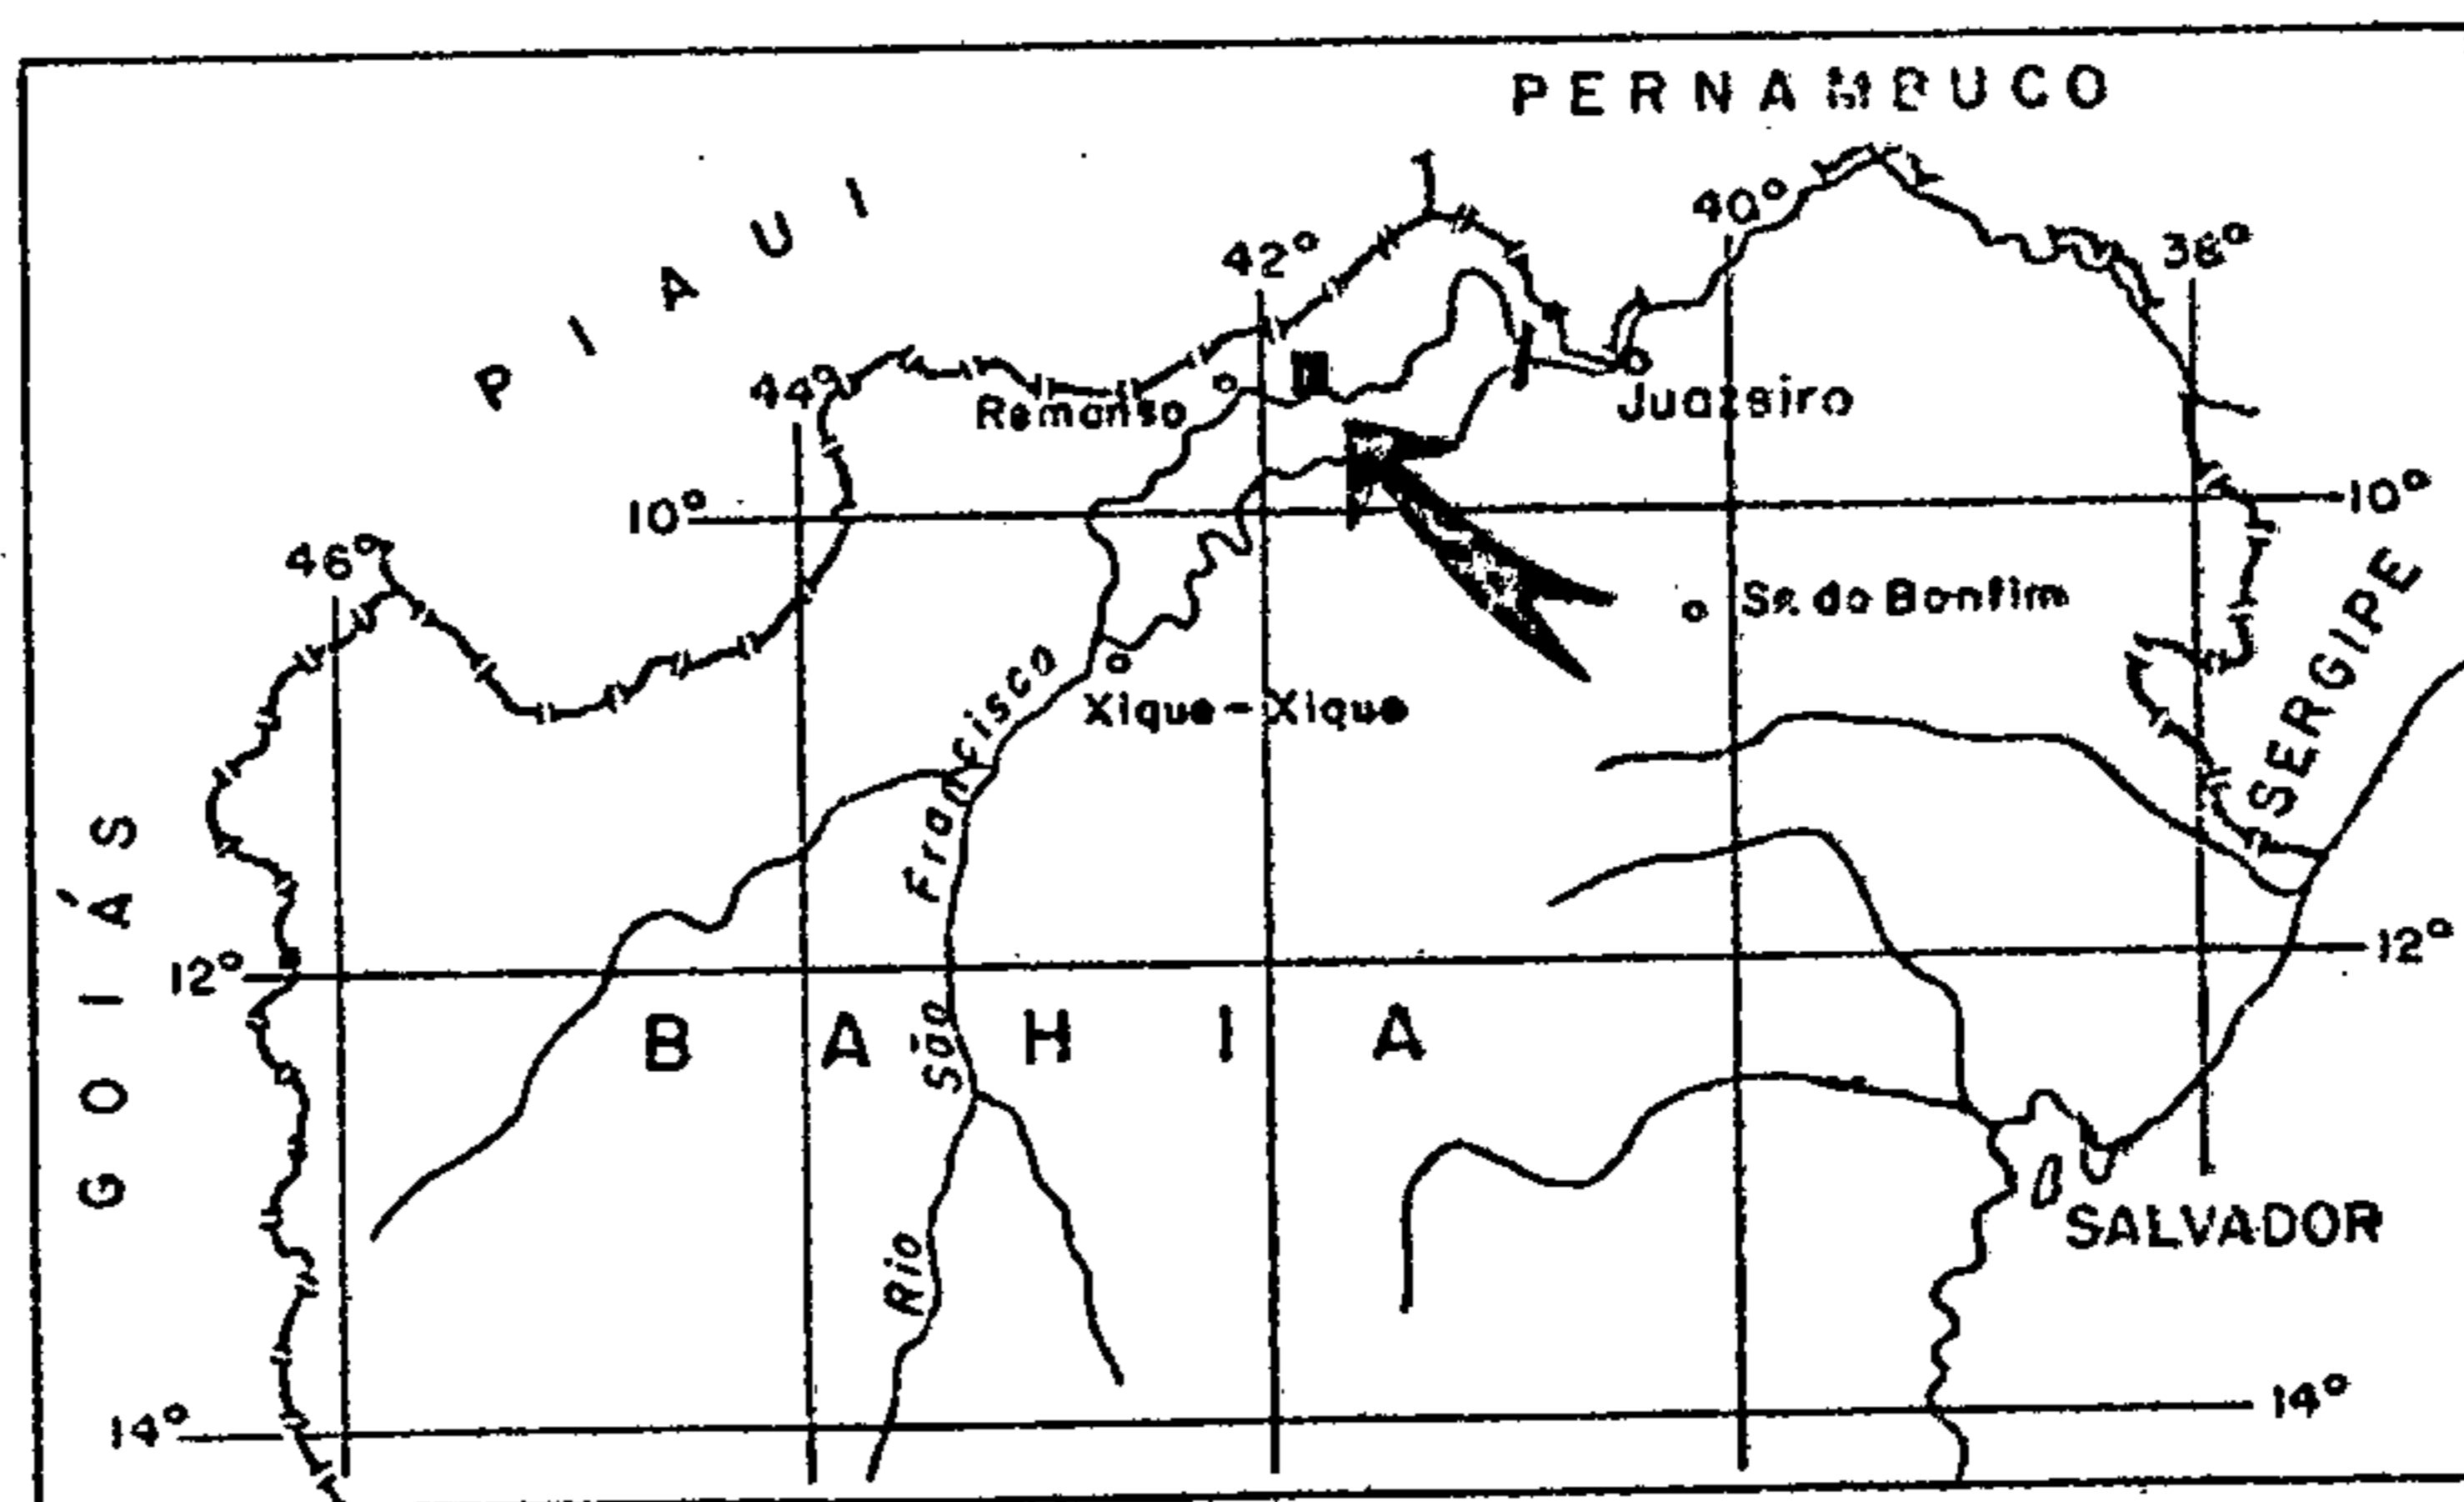 PERNAMBUCO
PIAUI
40°
42°
38°
44°
Remanso
Juazeiro
10°
10°
46°
Sr. do Bonfim
SERGIPE
Xique-Xique
Rio São Francisco
GOIÁS
12°
12°
BAHIA
SALVADOR
14°
14°